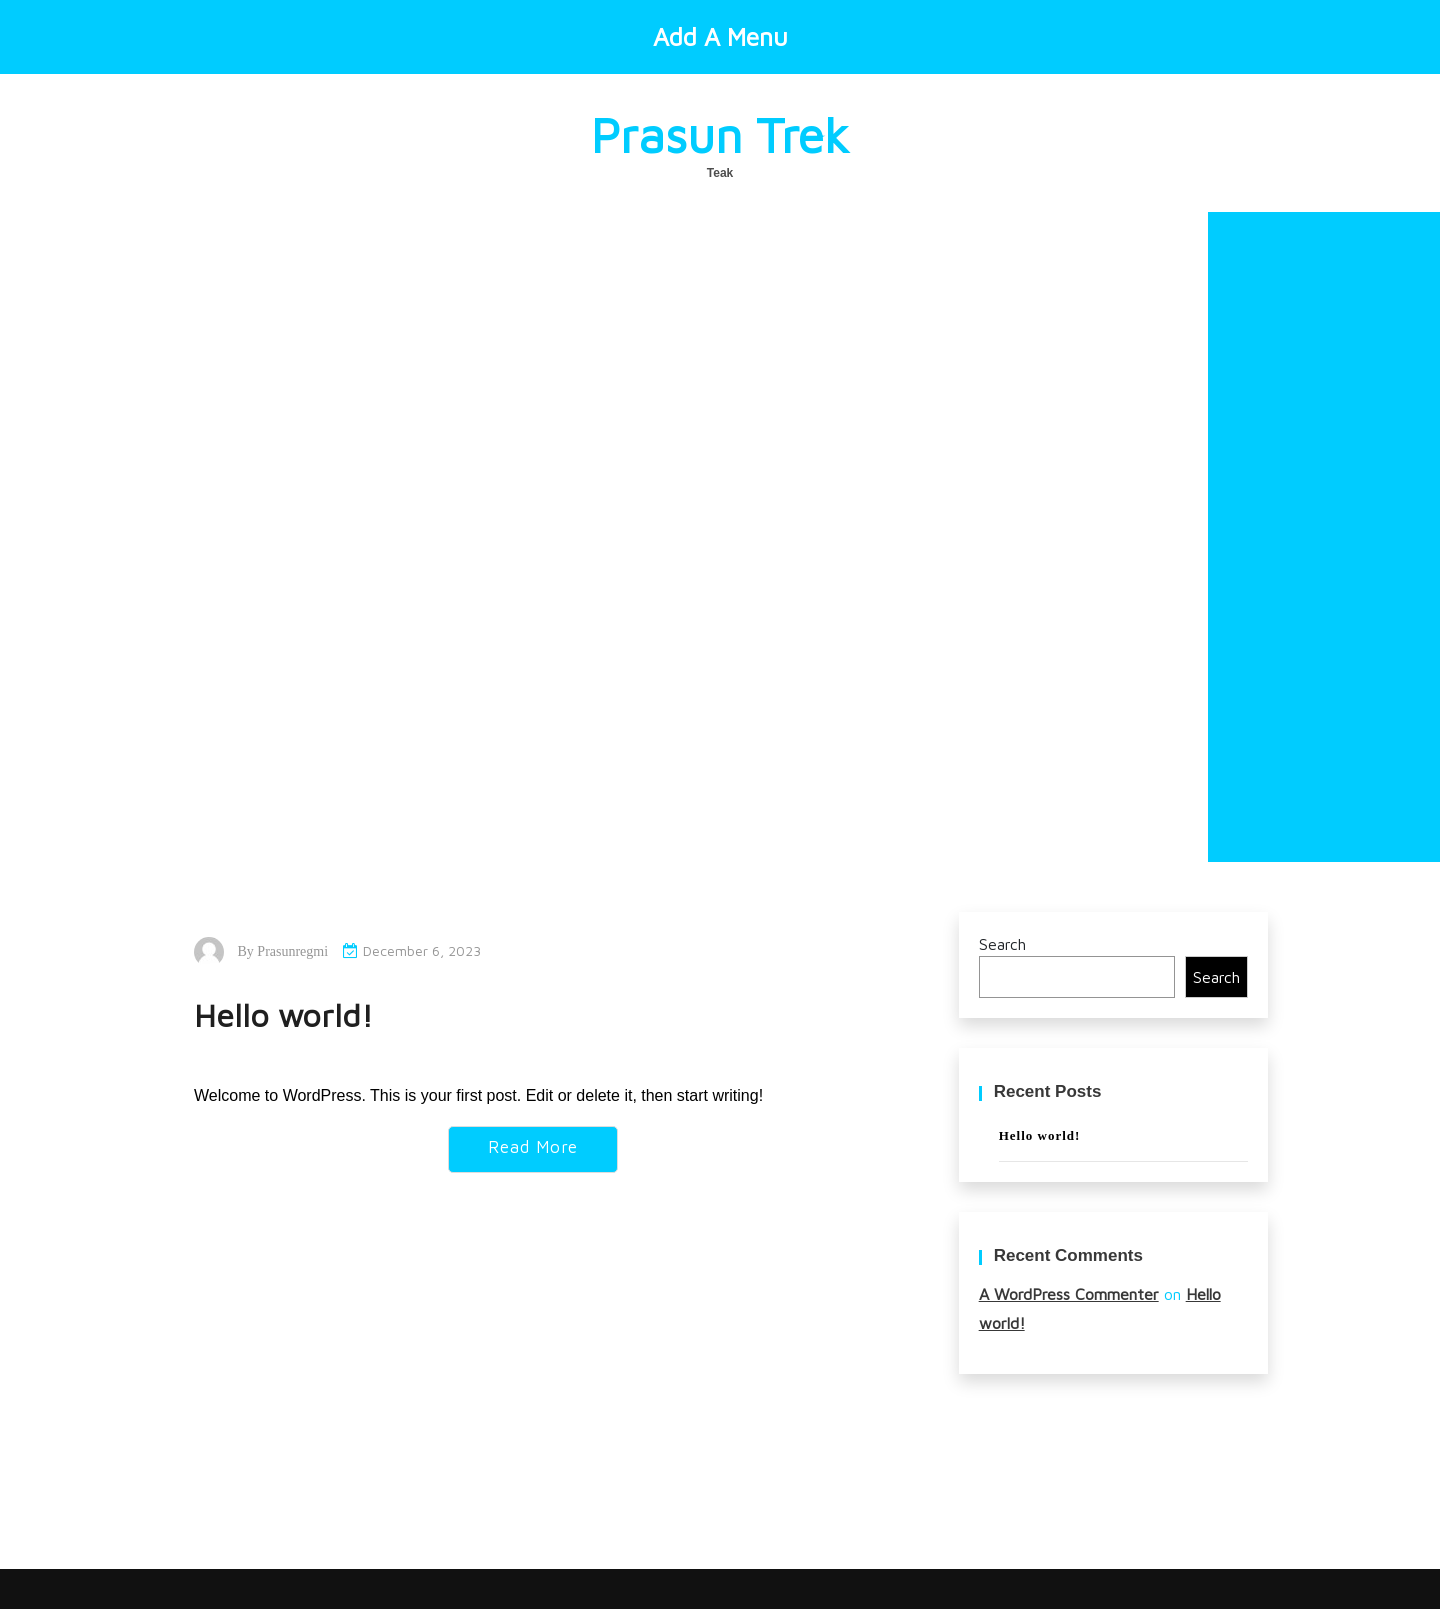 Add A Menu
Prasun Trek
Teak
By Prasunregmi December 6, 2023
Hello world!
Welcome to WordPress. This is your first post. Edit or delete it, then start writing!
Read More
Search
Search
Recent Posts
Hello world!
Recent Comments
A WordPress Commenter on Hello
world!